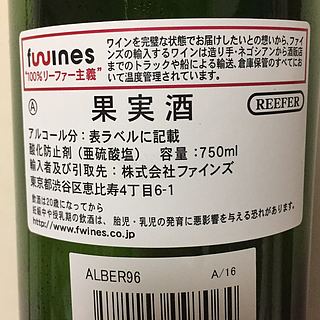 fwines
"100%リーファー主義"
ワインを完璧な状態でお届けしたいとの想いから、ファイ
ンズの輸入するワインは造り手・ネゴシアンから酒販店
までのトラックや船による輸送、倉庫保管のすべてにお
いて温度管理されています。
Ⓐ 果実酒 REEFER
アルコール分：表ラベルに記載
酸化防止剤（亜硫酸塩） 容量：750ml
輸入者及び引取先：株式会社ファインズ
東京都渋谷区恵比寿4丁目6-1
飲酒は20歳になってから
妊娠中や授乳期の飲酒は、胎児・乳児の発育に悪影響を与える恐れがあります。
http://www.fwines.co.jp
ALBER96 A/16